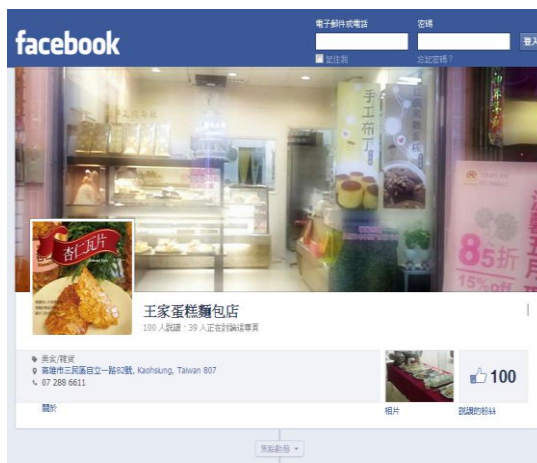 電子郵件或電話
密碼
facebook
登入
記住我
忘記密碼？
手工布丁
85折
15%off
杏仁瓦片
王家蛋糕麵包店
100 人說讚 · 39 人正在討論這專頁
美食/雜貨
高雄市三民區自立一路82號, Kaohsiung, Taiwan 807
07 288 6611
100
關於
相片
說讚的粉絲
焦點動態